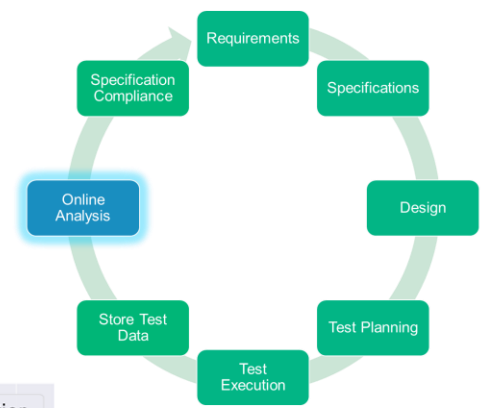 Requirements
Specifications
Design
Test Planning
Test
Execution
Store Test
Data
Online
Analysis
Specification
Compliance